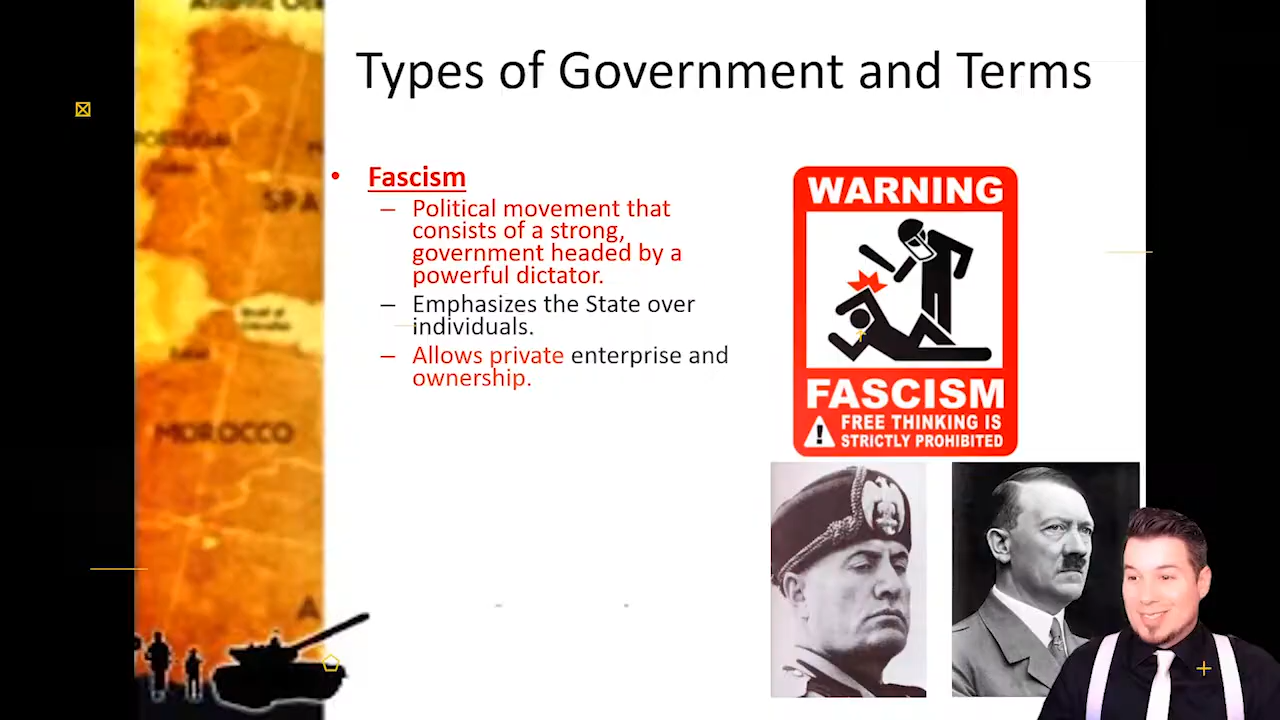 Types of Government and Terms
• Fascism
– Political movement that
consists of a strong,
government headed by a
powerful dictator.
– Emphasizes the State over
individuals.
– Allows private enterprise and
ownership.
WARNING
FASCISM
FREE THINKING IS
STRICTLY PROHIBITED
PORTUGAL
SPA
MOROCCO